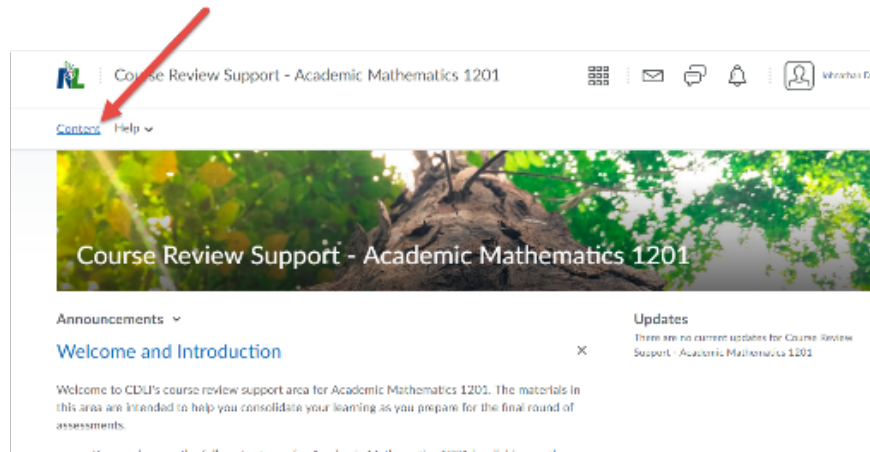 NL Course Review Support - Academic Mathematics 1201
Content Help
Course Review Support - Academic Mathematics 1201
Announcements
Welcome and Introduction
Welcome to CDLI's course review support area for Academic Mathematics 1201. The materials in
this area are intended to help you consolidate your learning as you prepare for the final round of
assessments.
Updates
There are no current updates for Course Review
Support - Academic Mathematics 1201